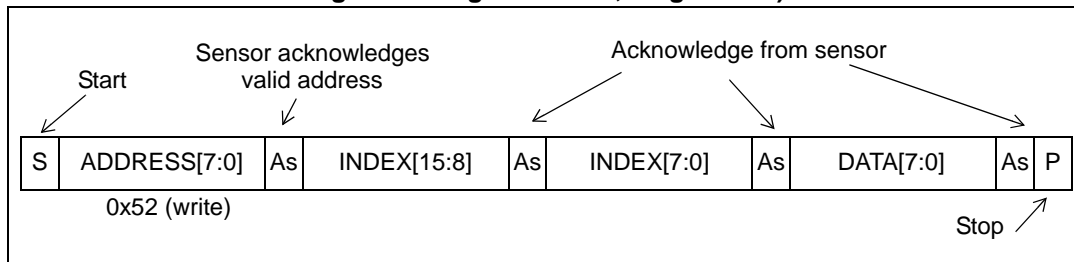 Sensor acknowledges
valid address
Acknowledge from sensor
Start
S ADDRESS[7:0] As INDEX[15:8] As INDEX[7:0] As DATA[7:0] As P
0x52 (write)
Stop